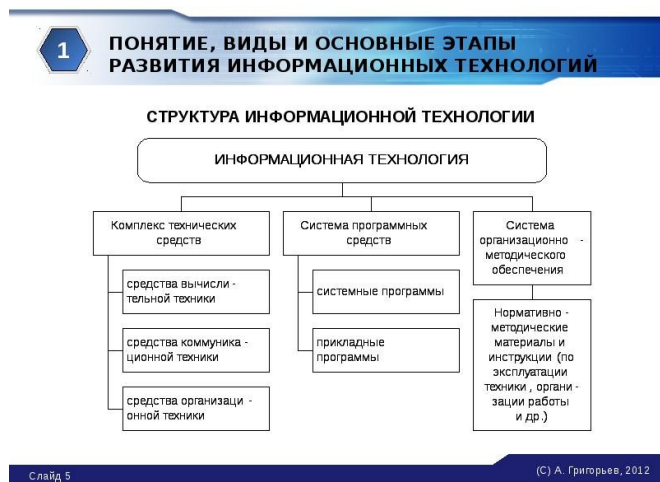 1
ПОНЯТИЕ, ВИДЫ И ОСНОВНЫЕ ЭТАПЫ
РАЗВИТИЯ ИНФОРМАЦИОННЫХ ТЕХНОЛОГИЙ
СТРУКТУРА ИНФОРМАЦИОННОЙ ТЕХНОЛОГИИ
ИНФОРМАЦИОННАЯ ТЕХНОЛОГИЯ
Комплекс технических
средств
средства вычисли -
тельной техники
средства коммуника -
ционной техники
средства организаци -
онной техники
Система программных
средств
системные программы
прикладные
программы
Система
организационно -
методического
обеспечения
Нормативно -
методические
материалы и
инструкции (по
эксплуатации
техники , органи -
зации работы
и др.)
Слайд 5
(С) А. Григорьев, 2012